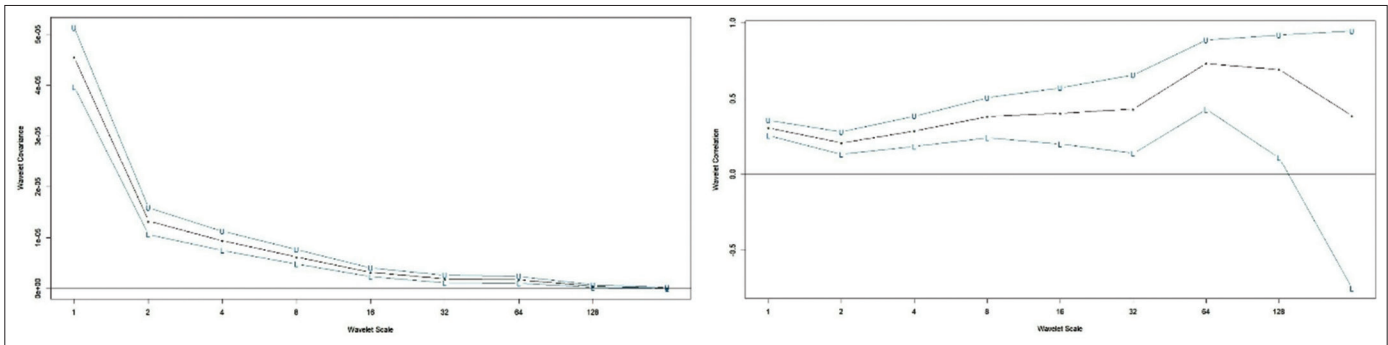 Wavelet Covariance
5e-05
4e-05
3e-05
2e-05
1e-05
0e+00
U U U U U U U U U
L L L L L L L L L
1 2 4 8 16 32 64 128
Wavelet Scale
Wavelet Correlation
1.0
0.5
0.0
-0.5
U U U U U U U U U
L L L L L L L L L
1 2 4 8 16 32 64 128
Wavelet Scale